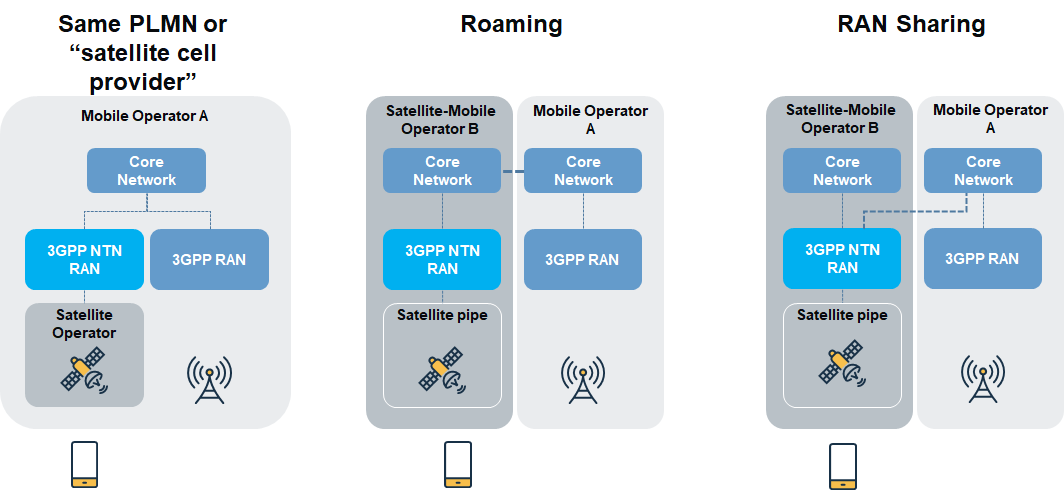 Same PLMN or
“satellite cell
provider”
Mobile Operator A
Core
Network
3GPP NTN
RAN
3GPP RAN
Satellite
Operator
Roaming
Satellite-Mobile
Operator B
Mobile Operator
A
Core
Network
Core
Network
3GPP NTN
RAN
3GPP RAN
Satellite pipe
RAN Sharing
Satellite-Mobile
Operator B
Mobile Operator
A
Core
Network
Core
Network
3GPP NTN
RAN
3GPP RAN
Satellite pipe